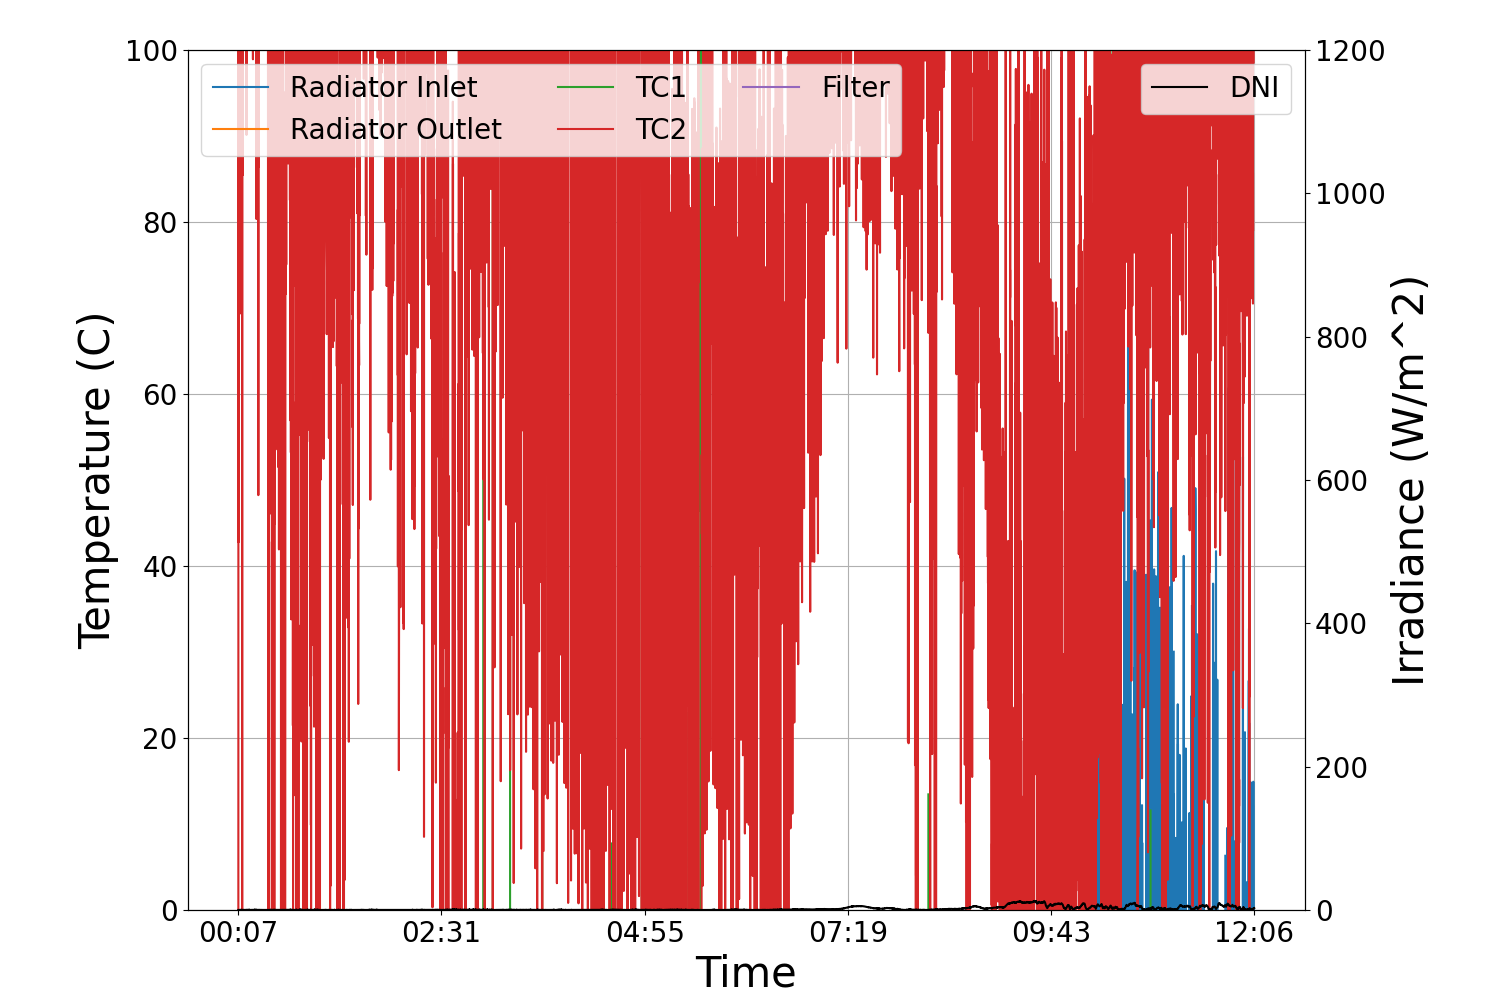 100
80
60
40
20
0
Temperature (C)
Radiator Inlet
Radiator Outlet
TC1
TC2
Filter
DNI
1200
1000
800
600
400
200
0
Irradiance (W/m^2)
00:07
02:31
04:55
07:19
09:43
12:06
Time